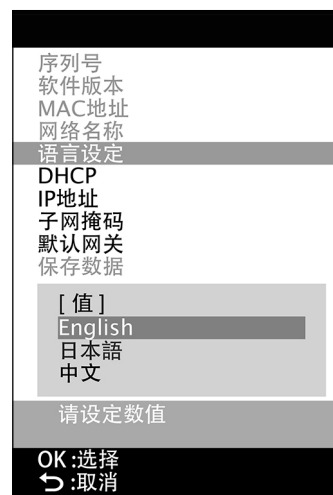 序列号
软件版本
MAC地址
网络名称
语言设定
DHCP
IP地址
子网掩码
默认网关
保存数据
[ 值 ]
English
日本語
中文
请设定数值
OK :选择
⮌ :取消